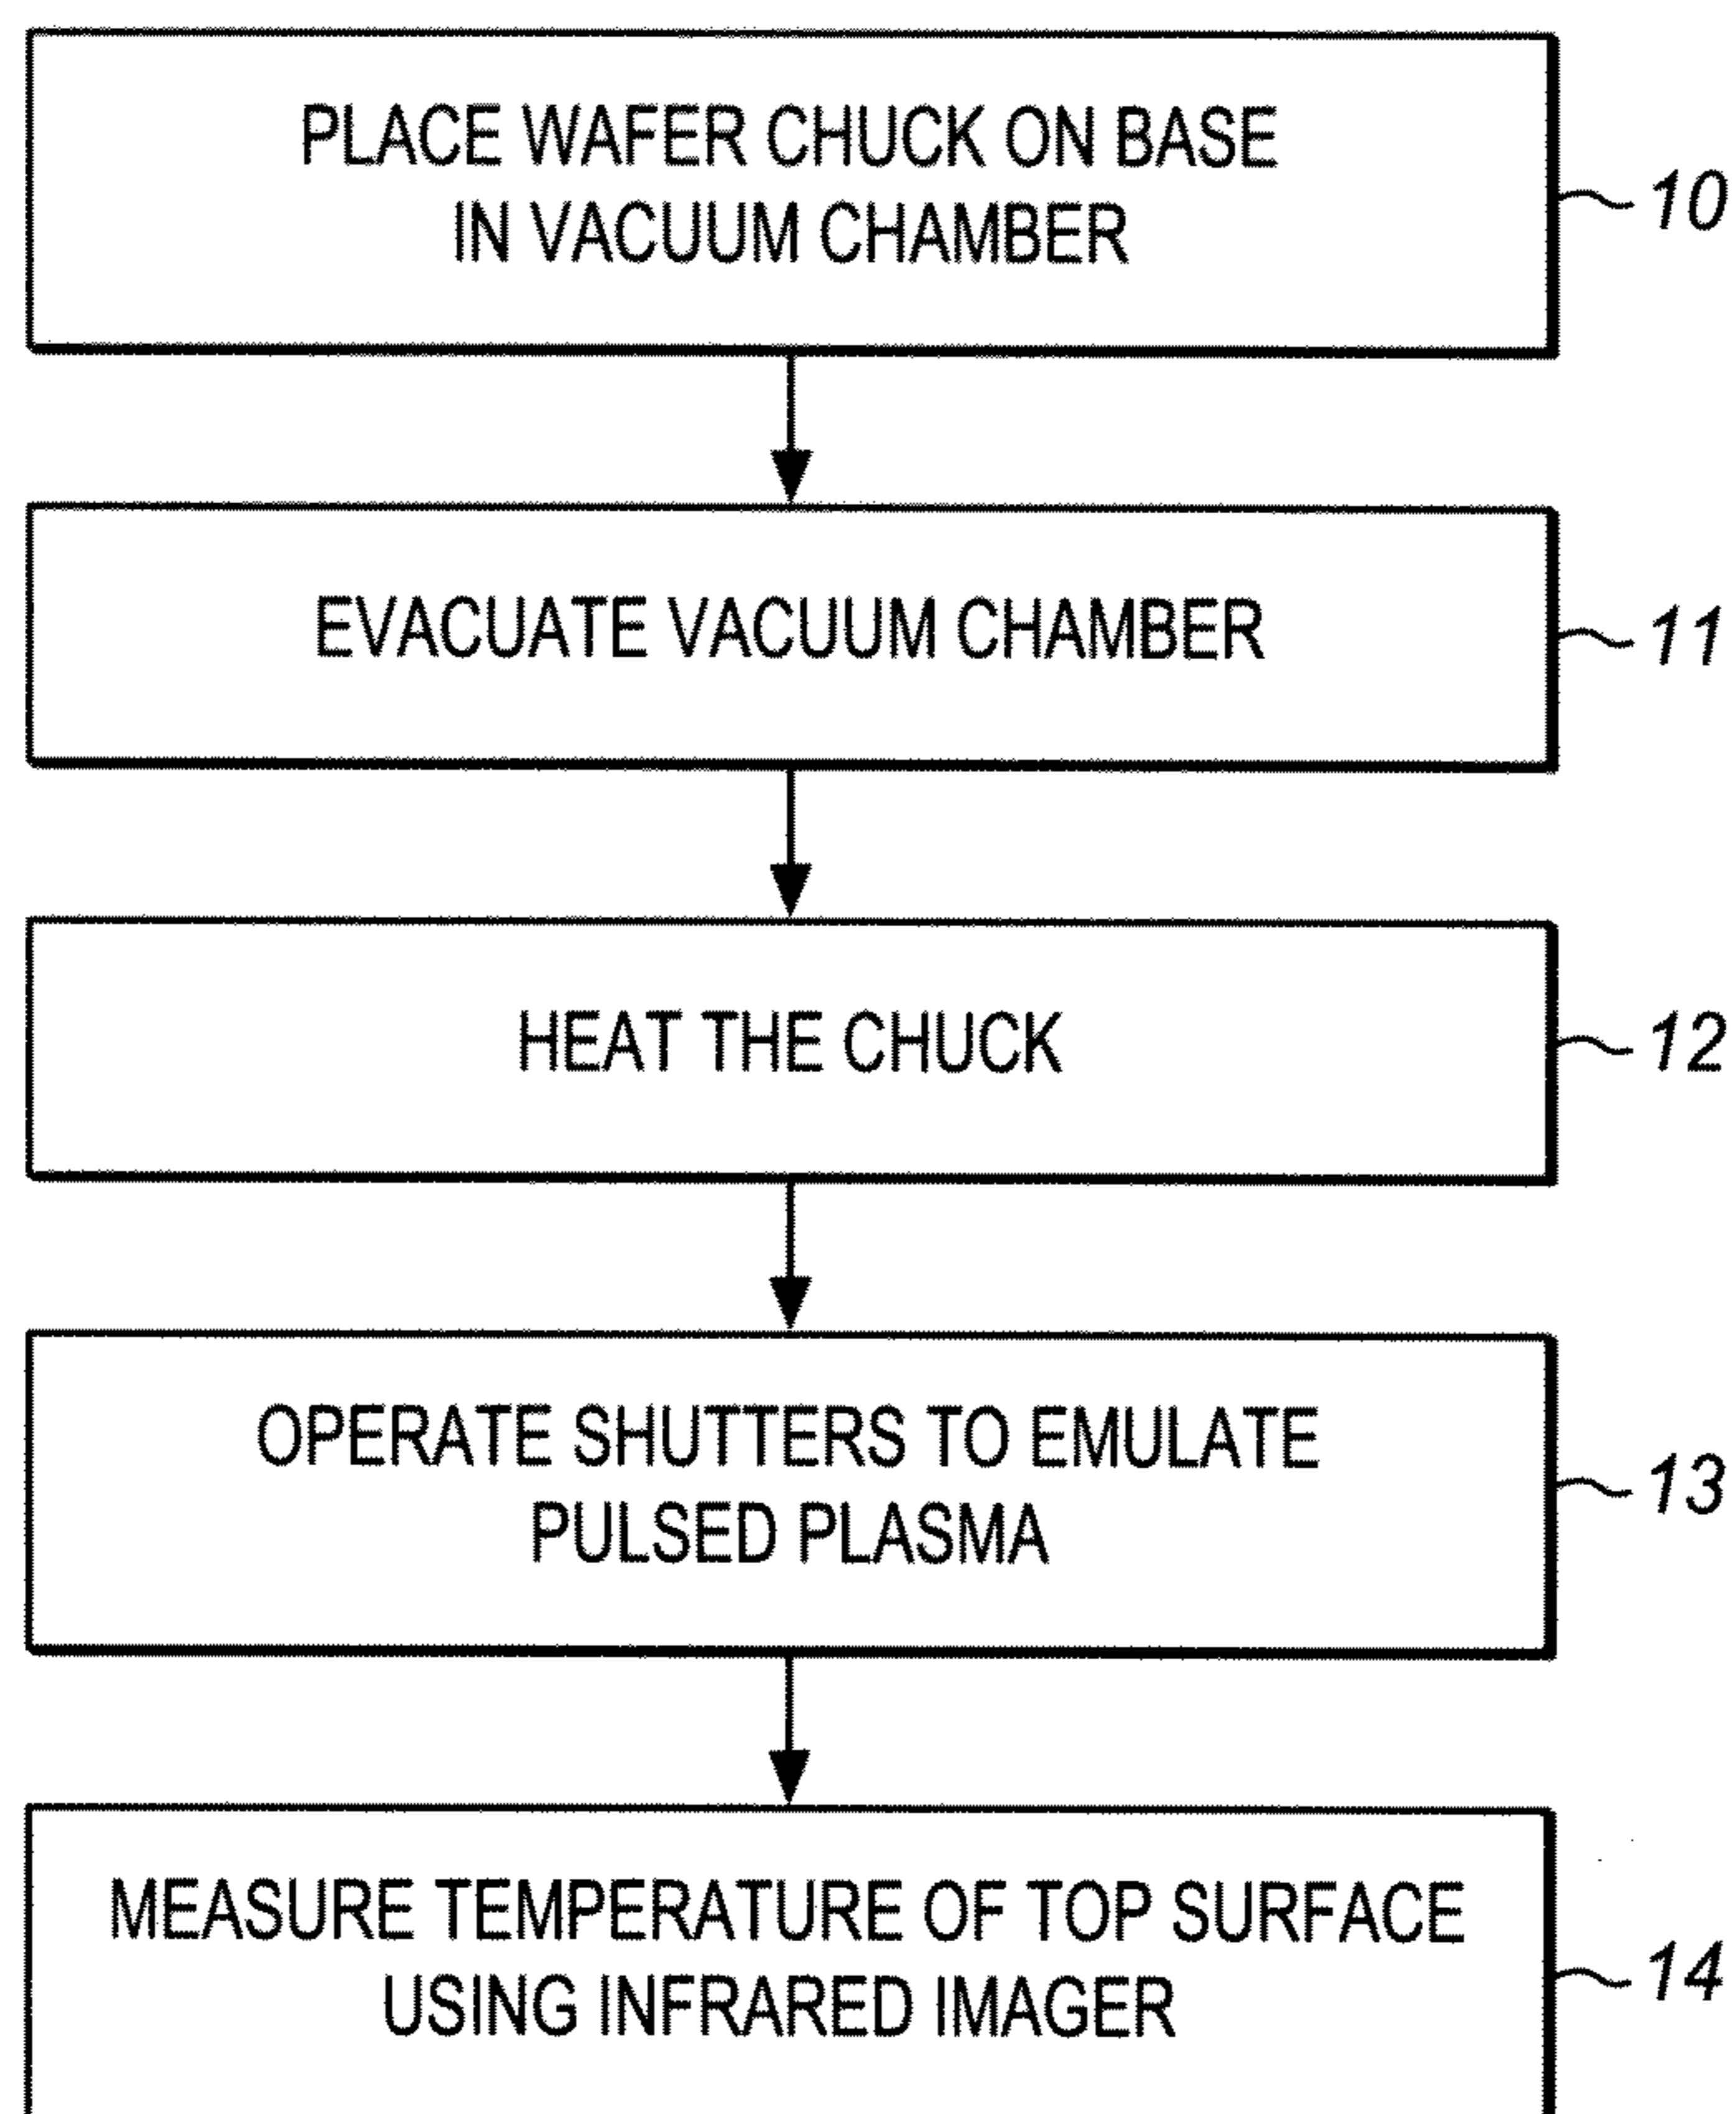 PLACE WAFER CHUCK ON BASE
IN VACUUM CHAMBER
10
EVACUATE VACUUM CHAMBER
11
HEAT THE CHUCK
12
OPERATE SHUTTERS TO EMULATE
PULSED PLASMA
13
MEASURE TEMPERATURE OF TOP SURFACE
USING INFRARED IMAGER
14